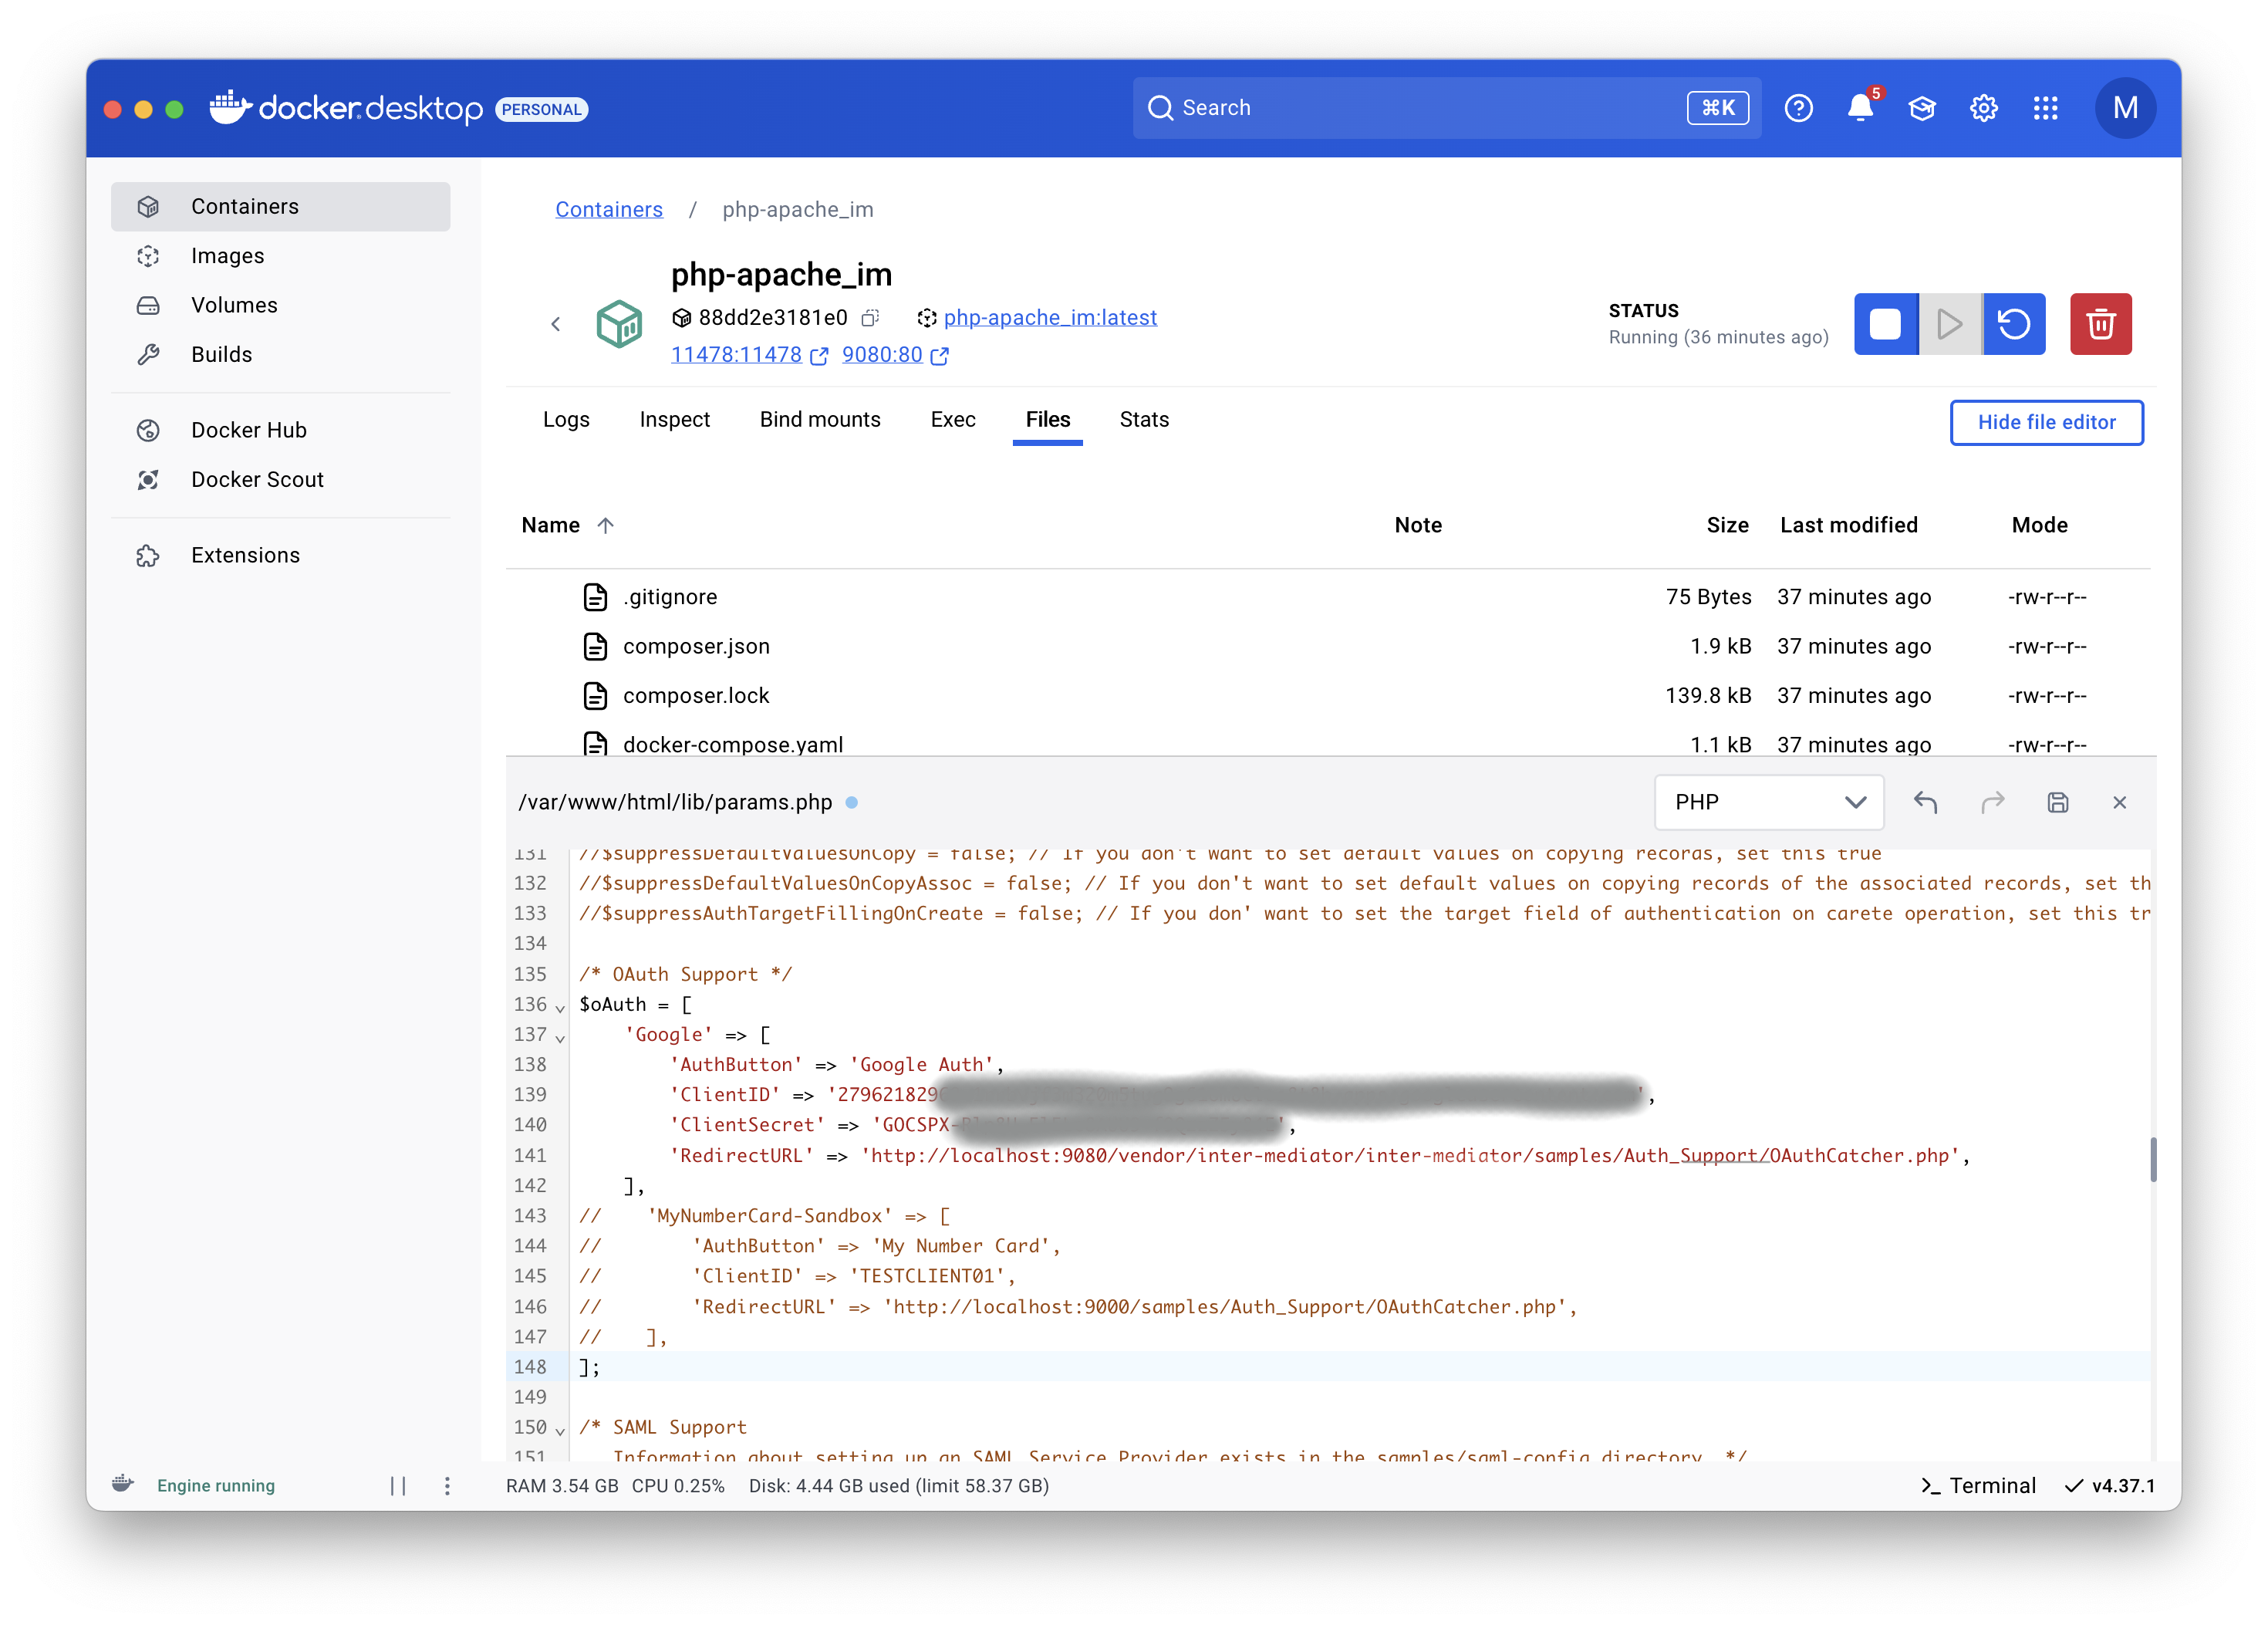 docker.desktop PERSONAL
Search ⌘K 5 M
Containers
Images
Volumes
Builds
Docker Hub
Docker Scout
Extensions
Containers / php-apache_im
php-apache_im
88dd2e3181e0 php-apache_im:latest
11478:11478 9080:80
STATUS
Running (36 minutes ago)
Logs Inspect Bind mounts Exec Files Stats Hide file editor
Name Note Size Last modified Mode
.gitignore 75 Bytes 37 minutes ago -rw-r--r--
composer.json 1.9 kB 37 minutes ago -rw-r--r--
composer.lock 139.8 kB 37 minutes ago -rw-r--r--
docker-compose.yaml 1.1 kB 37 minutes ago -rw-r--r--
/var/www/html/lib/params.php PHP
131 //$suppressDefaultValuesOnCopy = false; // If you don't want to set default values on copying records, set this true
132 //$suppressDefaultValuesOnCopyAssoc = false; // If you don't want to set default values on copying records of the associated records, set th
133 //$suppressAuthTargetFillingOnCreate = false; // If you don' want to set the target field of authentication on carete operation, set this tr
134
135 /* OAuth Support */
136 $oAuth = [
137 'Google' => [
138 'AuthButton' => 'Google Auth',
139 'ClientID' => '279621829 ',
140 'ClientSecret' => 'GOCSPX- ',
141 'RedirectURL' => 'http://localhost:9080/vendor/inter-mediator/inter-mediator/samples/Auth_Support/OAuthCatcher.php',
142 ],
143 // 'MyNumberCard-Sandbox' => [
144 // 'AuthButton' => 'My Number Card',
145 // 'ClientID' => 'TESTCLIENT01',
146 // 'RedirectURL' => 'http://localhost:9000/samples/Auth_Support/OAuthCatcher.php',
147 // ],
148 ];
149
150 /* SAML Support
151 Information about setting up an SAML Service Provider exists in the samples/saml-config directory. */
Engine running RAM 3.54 GB CPU 0.25% Disk: 4.44 GB used (limit 58.37 GB) Terminal v4.37.1